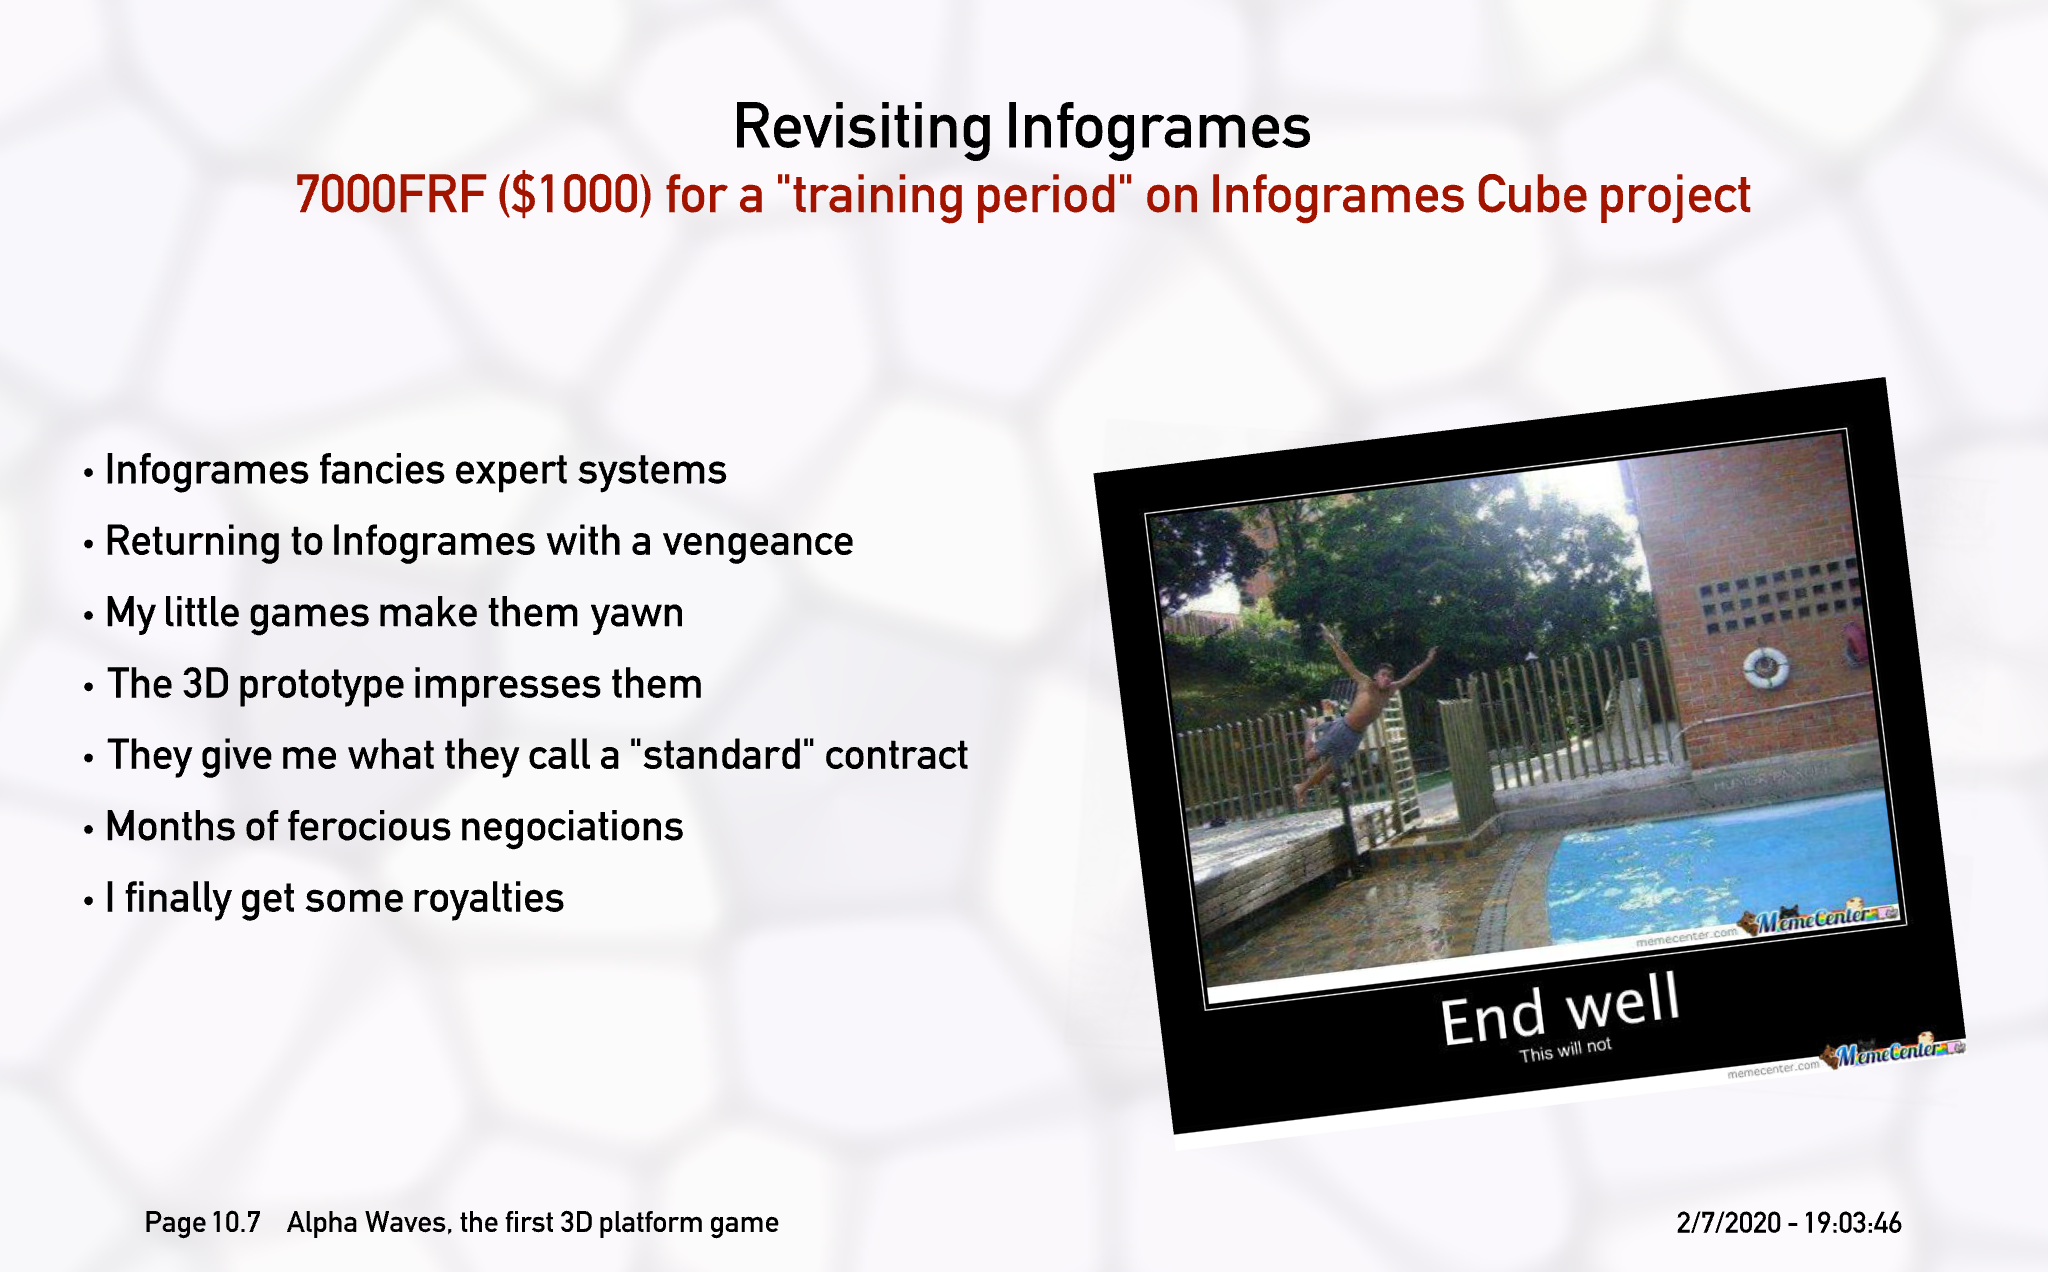 Revisiting Infogrames
7000FRF ($1000) for a "training period" on Infogrames Cube project
• Infogrames fancies expert systems
• Returning to Infogrames with a vengeance
• My little games make them yawn
• The 3D prototype impresses them
• They give me what they call a "standard" contract
• Months of ferocious negociations
• I finally get some royalties
memecenter.com MemeCenter
End well
This will not
memecenter.com MemeCenter
Page 10.7 Alpha Waves, the first 3D platform game
2/7/2020 - 19:03:46